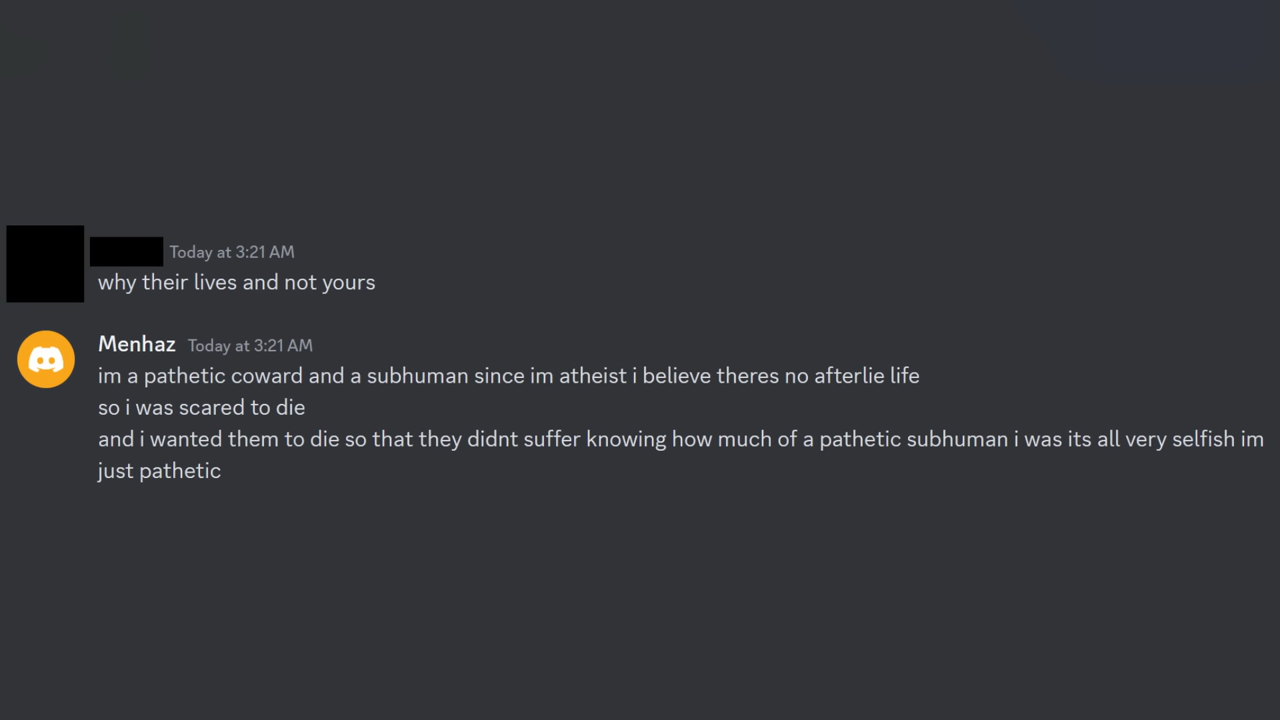 Today at 3:21 AM
why their lives and not yours
Menhaz Today at 3:21 AM
im a pathetic coward and a subhuman since im atheist i believe theres no afterlie life
so i was scared to die
and i wanted them to die so that they didnt suffer knowing how much of a pathetic subhuman i was its all very selfish im
just pathetic